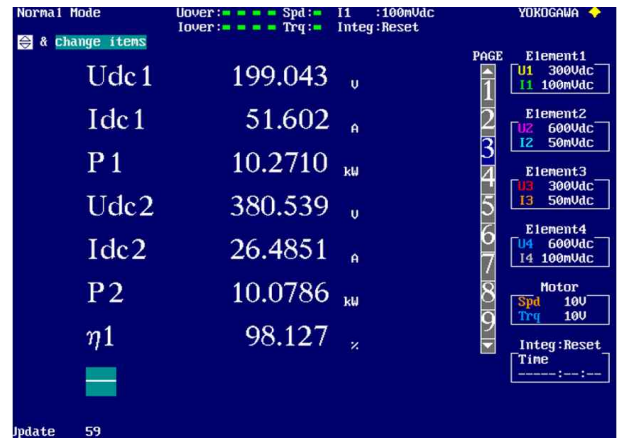 Normal Mode Uover: Spd: I1 :100mVdc YOKOGAWA
Iover: Trq: Integ:Reset
& change items
PAGE
1
2
3
4
5
6
7
8
9
Udc1 199.043 V
Idc1 51.602 A
P1 10.2710 kW
Udc2 380.539 V
Idc2 26.4851 A
P2 10.0786 kW
η1 98.127 %
Element1
U1 300Vdc
I1 100mVdc
Element2
U2 600Vdc
I2 50mVdc
Element3
U3 300Vdc
I3 50mVdc
Element4
U4 600Vdc
I4 100mVdc
Motor
Spd 10V
Trq 10V
Integ:Reset
Time
-----:--:--
Update 59